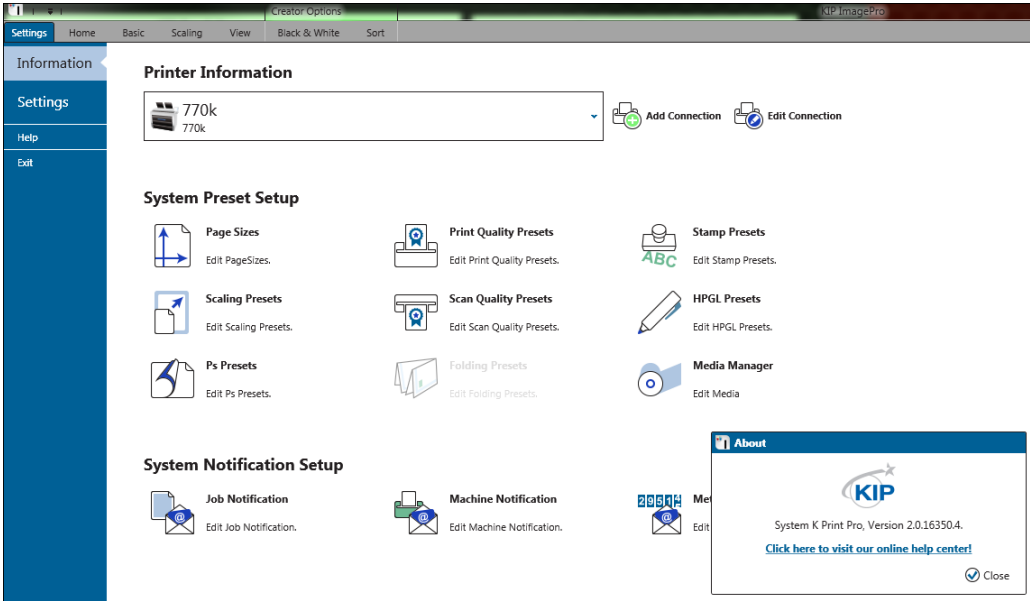 Creator Options
KIP ImagePro
Settings Home Basic Scaling View Black & White Sort
Information
Settings
Help
Exit
Printer Information
770k
770k
Add Connection
Edit Connection
System Preset Setup
Page Sizes
Edit PageSizes.
Print Quality Presets
Edit Print Quality Presets.
Stamp Presets
ABC
Edit Stamp Presets.
Scaling Presets
Edit Scaling Presets.
Scan Quality Presets
Edit Scan Quality Presets.
HPGL Presets
Edit HPGL Presets.
Ps Presets
Edit Ps Presets.
Folding Presets
Edit Folding Presets.
Media Manager
Edit Media
System Notification Setup
Job Notification
@
Edit Job Notification.
Machine Notification
@
Edit Machine Notification.
Met
@
Edit
About
KIP
System K Print Pro, Version 2.0.16350.4.
Click here to visit our online help center!
Close